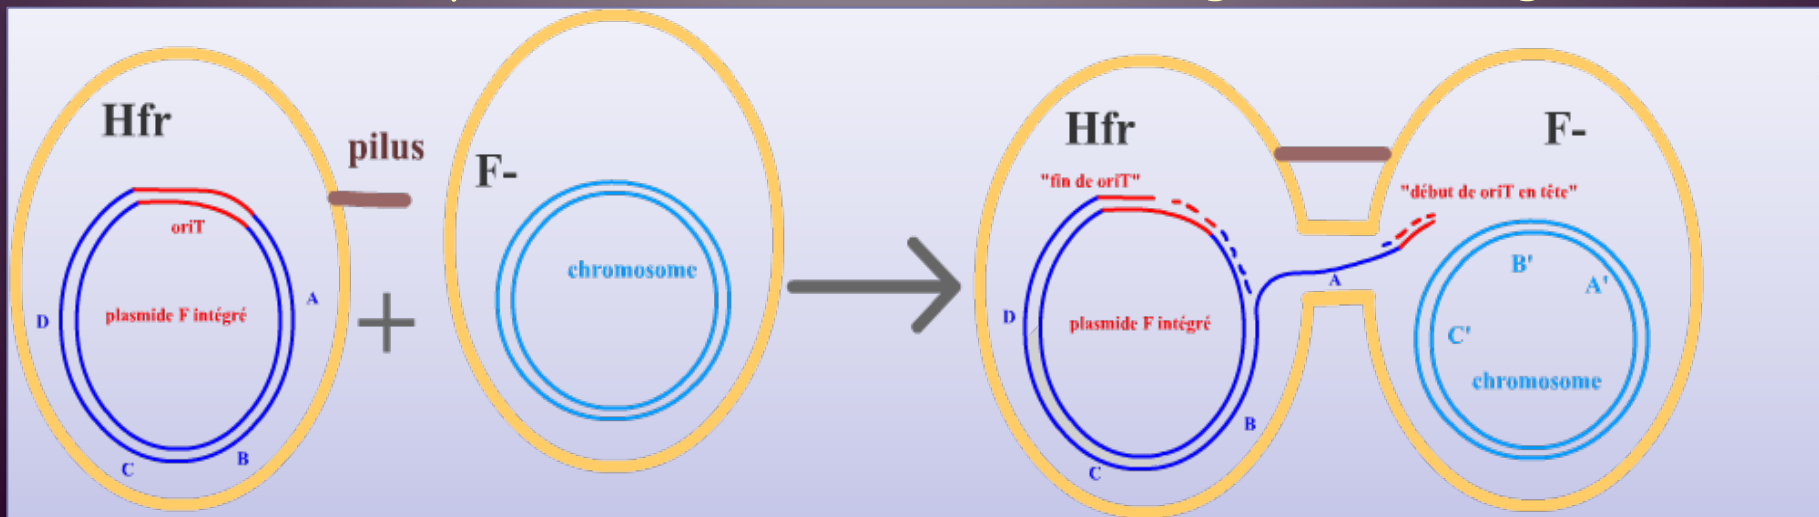 Hfr
pilus
F-
oriT
chromosome
plasmide F intégré
A
D
B
C
+
Hfr
F-
"fin de oriT"
"début de oriT en tête"
B'
A'
A
D
plasmide F intégré
C'
chromosome
B
C